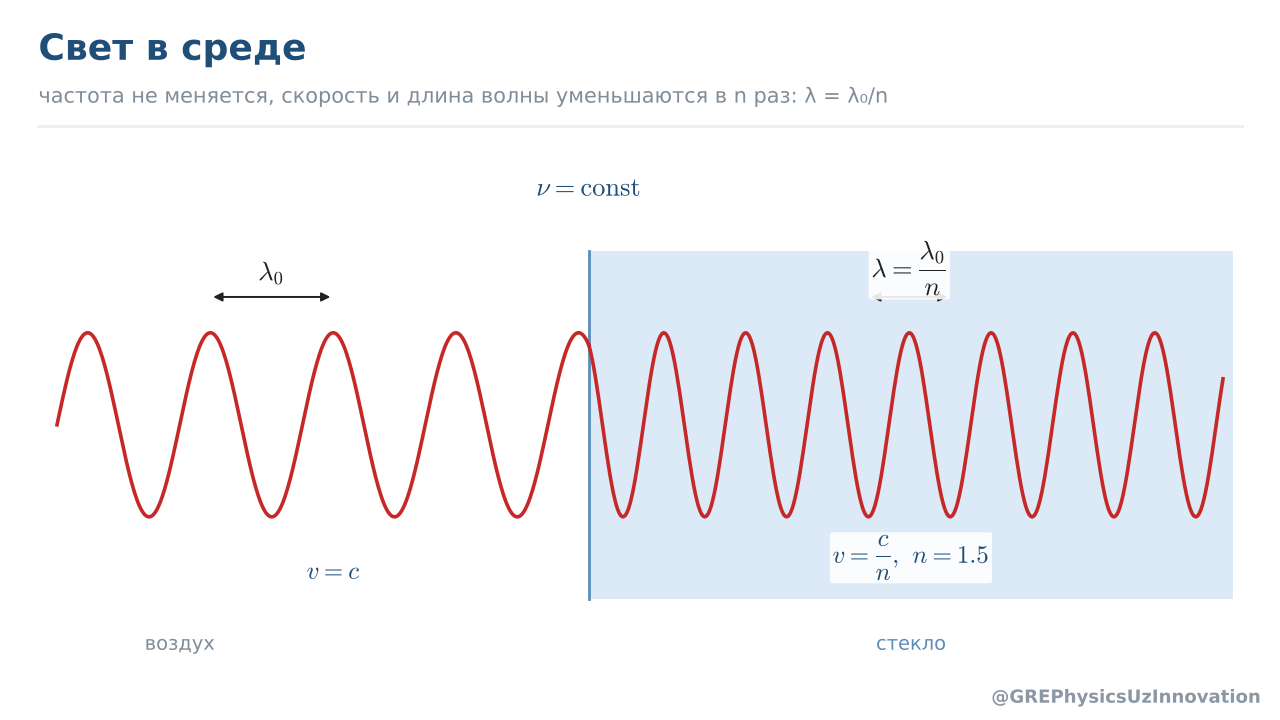 Свет в среде
частота не меняется, скорость и длина волны уменьшаются в n раз: λ = λ₀/n
ν = const
λ₀
λ = λ₀/n
v = c
v = c/n, n = 1.5
воздух
стекло
@GREPhysicsUzInnovation